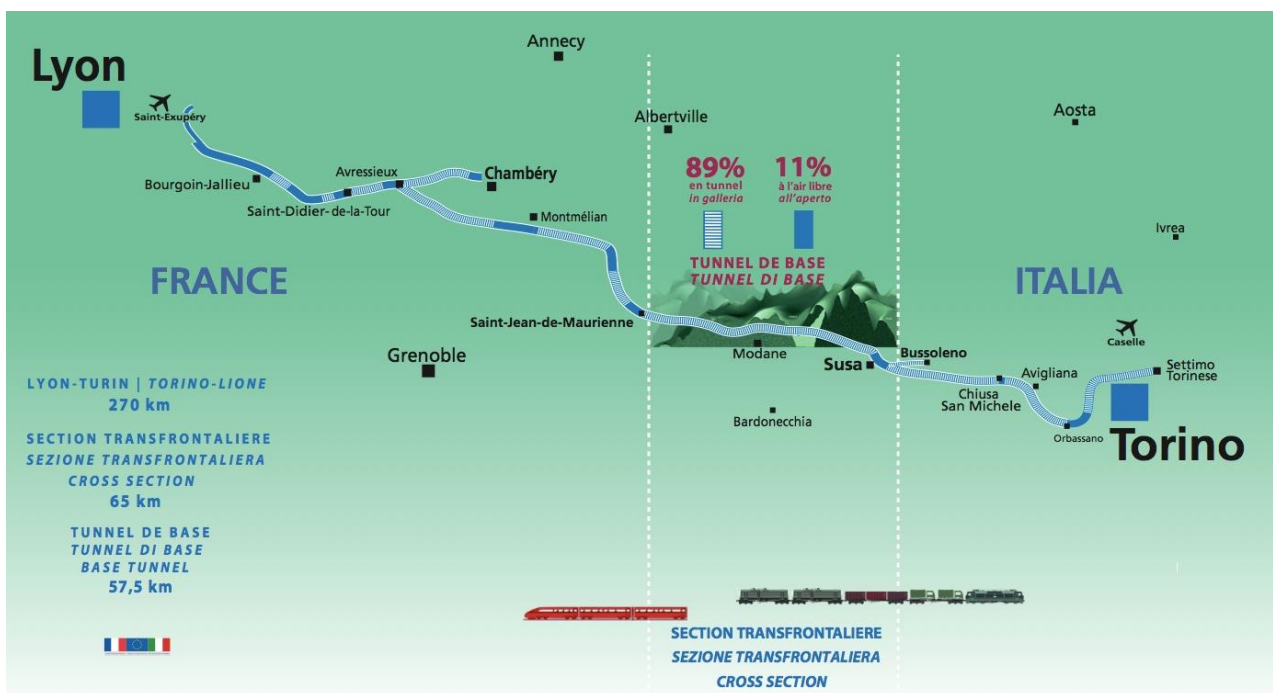 Annecy
Lyon
Saint-Exupéry
Albertville
Aosta
Avressieux
Chambéry
Bourgoin-Jallieu
Saint-Didier-de-la-Tour
Montmélian
89%
en tunnel
in galleria
11%
à l'air libre
all'aperto
Ivrea
TUNNEL DE BASE
TUNNEL DI BASE
FRANCE
ITALIA
Saint-Jean-de-Maurienne
Caselle
Grenoble
Modane
Susa
Bussoleno
Avigliana
Settimo
Torinese
Chiusa
San Michele
Bardonecchia
Orbassano
Torino
LYON-TURIN | TORINO-LIONE
270 km
SECTION TRANSFRONTALIERE
SEZIONE TRANSFRONTALIERA
CROSS SECTION
65 km
TUNNEL DE BASE
TUNNEL DI BASE
BASE TUNNEL
57,5 km
SECTION TRANSFRONTALIERE
SEZIONE TRANSFRONTALIERA
CROSS SECTION